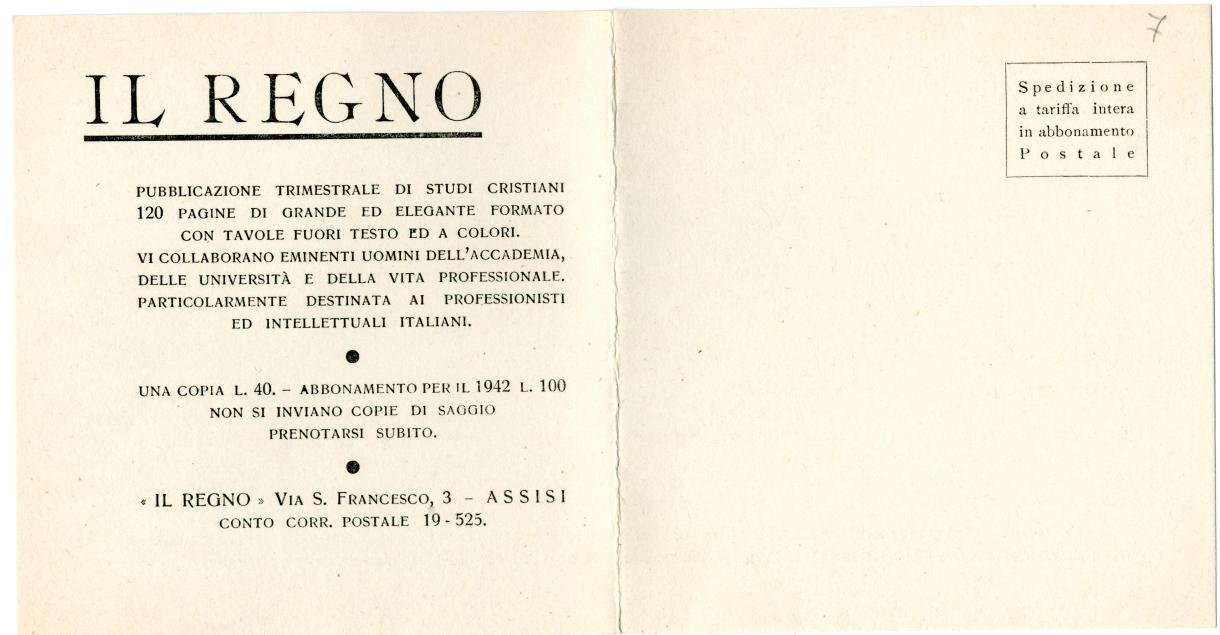 IL REGNO
PUBBLICAZIONE TRIMESTRALE DI STUDI CRISTIANI
120 PAGINE DI GRANDE ED ELEGANTE FORMATO
CON TAVOLE FUORI TESTO ED A COLORI.
VI COLLABORANO EMINENTI UOMINI DELL'ACCADEMIA,
DELLE UNIVERSITÀ E DELLA VITA PROFESSIONALE.
PARTICOLARMENTE DESTINATA AI PROFESSIONISTI
ED INTELLETTUALI ITALIANI.
UNA COPIA L. 40. – ABBONAMENTO PER IL 1942 L. 100
NON SI INVIANO COPIE DI SAGGIO
PRENOTARSI SUBITO.
« IL REGNO » VIA S. FRANCESCO, 3 – ASSISI
CONTO CORR. POSTALE 19 - 525.
7
Spedizione
a tariffa intera
in abbonamento
Postale